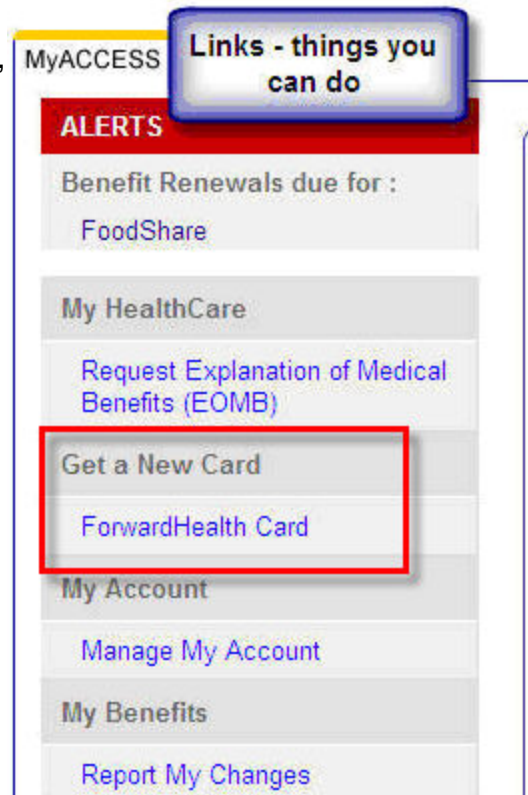 ,
MyACCESS
Links - things you
can do
ALERTS
Benefit Renewals due for :
FoodShare
My HealthCare
Request Explanation of Medical
Benefits (EOMB)
Get a New Card
ForwardHealth Card
My Account
Manage My Account
My Benefits
Report My Changes